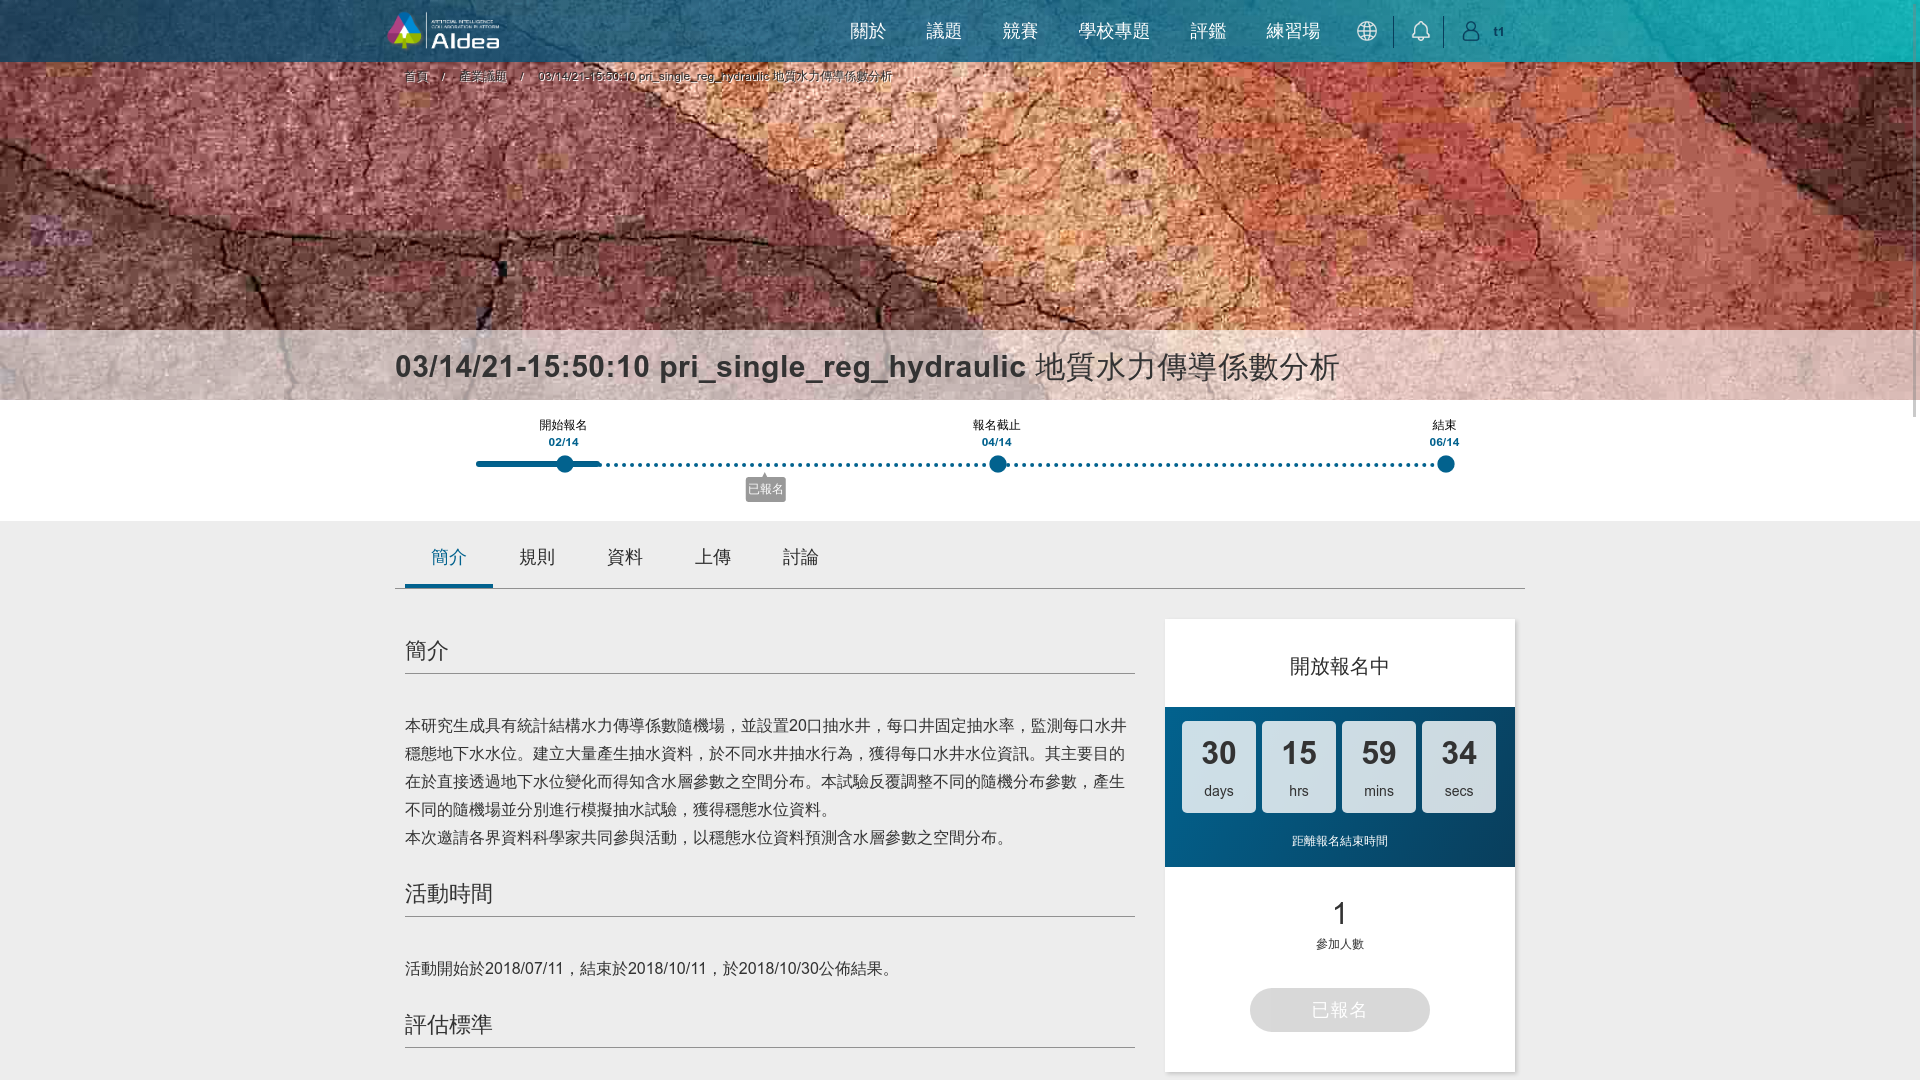 ARTIFICIAL INTELLIGENCE
COLLABORATION PLATFORM
AIdea
關於
議題
競賽
學校專題
評鑑
練習場
t1
首頁 / 產業議題 / 03/14/21-15:50:10 pri_single_reg_hydraulic 地質水力傳導係數分析
03/14/21-15:50:10 pri_single_reg_hydraulic 地質水力傳導係數分析
開始報名
02/14
報名截止
04/14
結束
06/14
已報名
簡介
規則
資料
上傳
討論
簡介
本研究生成具有統計結構水力傳導係數隨機場，並設置20口抽水井，每口井固定抽水率，監測每口水井
穩態地下水水位。建立大量產生抽水資料，於不同水井抽水行為，獲得每口水井水位資訊。其主要目的
在於直接透過地下水位變化而得知含水層參數之空間分布。本試驗反覆調整不同的隨機分布參數，產生
不同的隨機場並分別進行模擬抽水試驗，獲得穩態水位資料。
本次邀請各界資料科學家共同參與活動，以穩態水位資料預測含水層參數之空間分布。
活動時間
活動開始於2018/07/11，結束於2018/10/11，於2018/10/30公佈結果。
評估標準
開放報名中
30
days
15
hrs
59
mins
34
secs
距離報名結束時間
1
參加人數
已報名